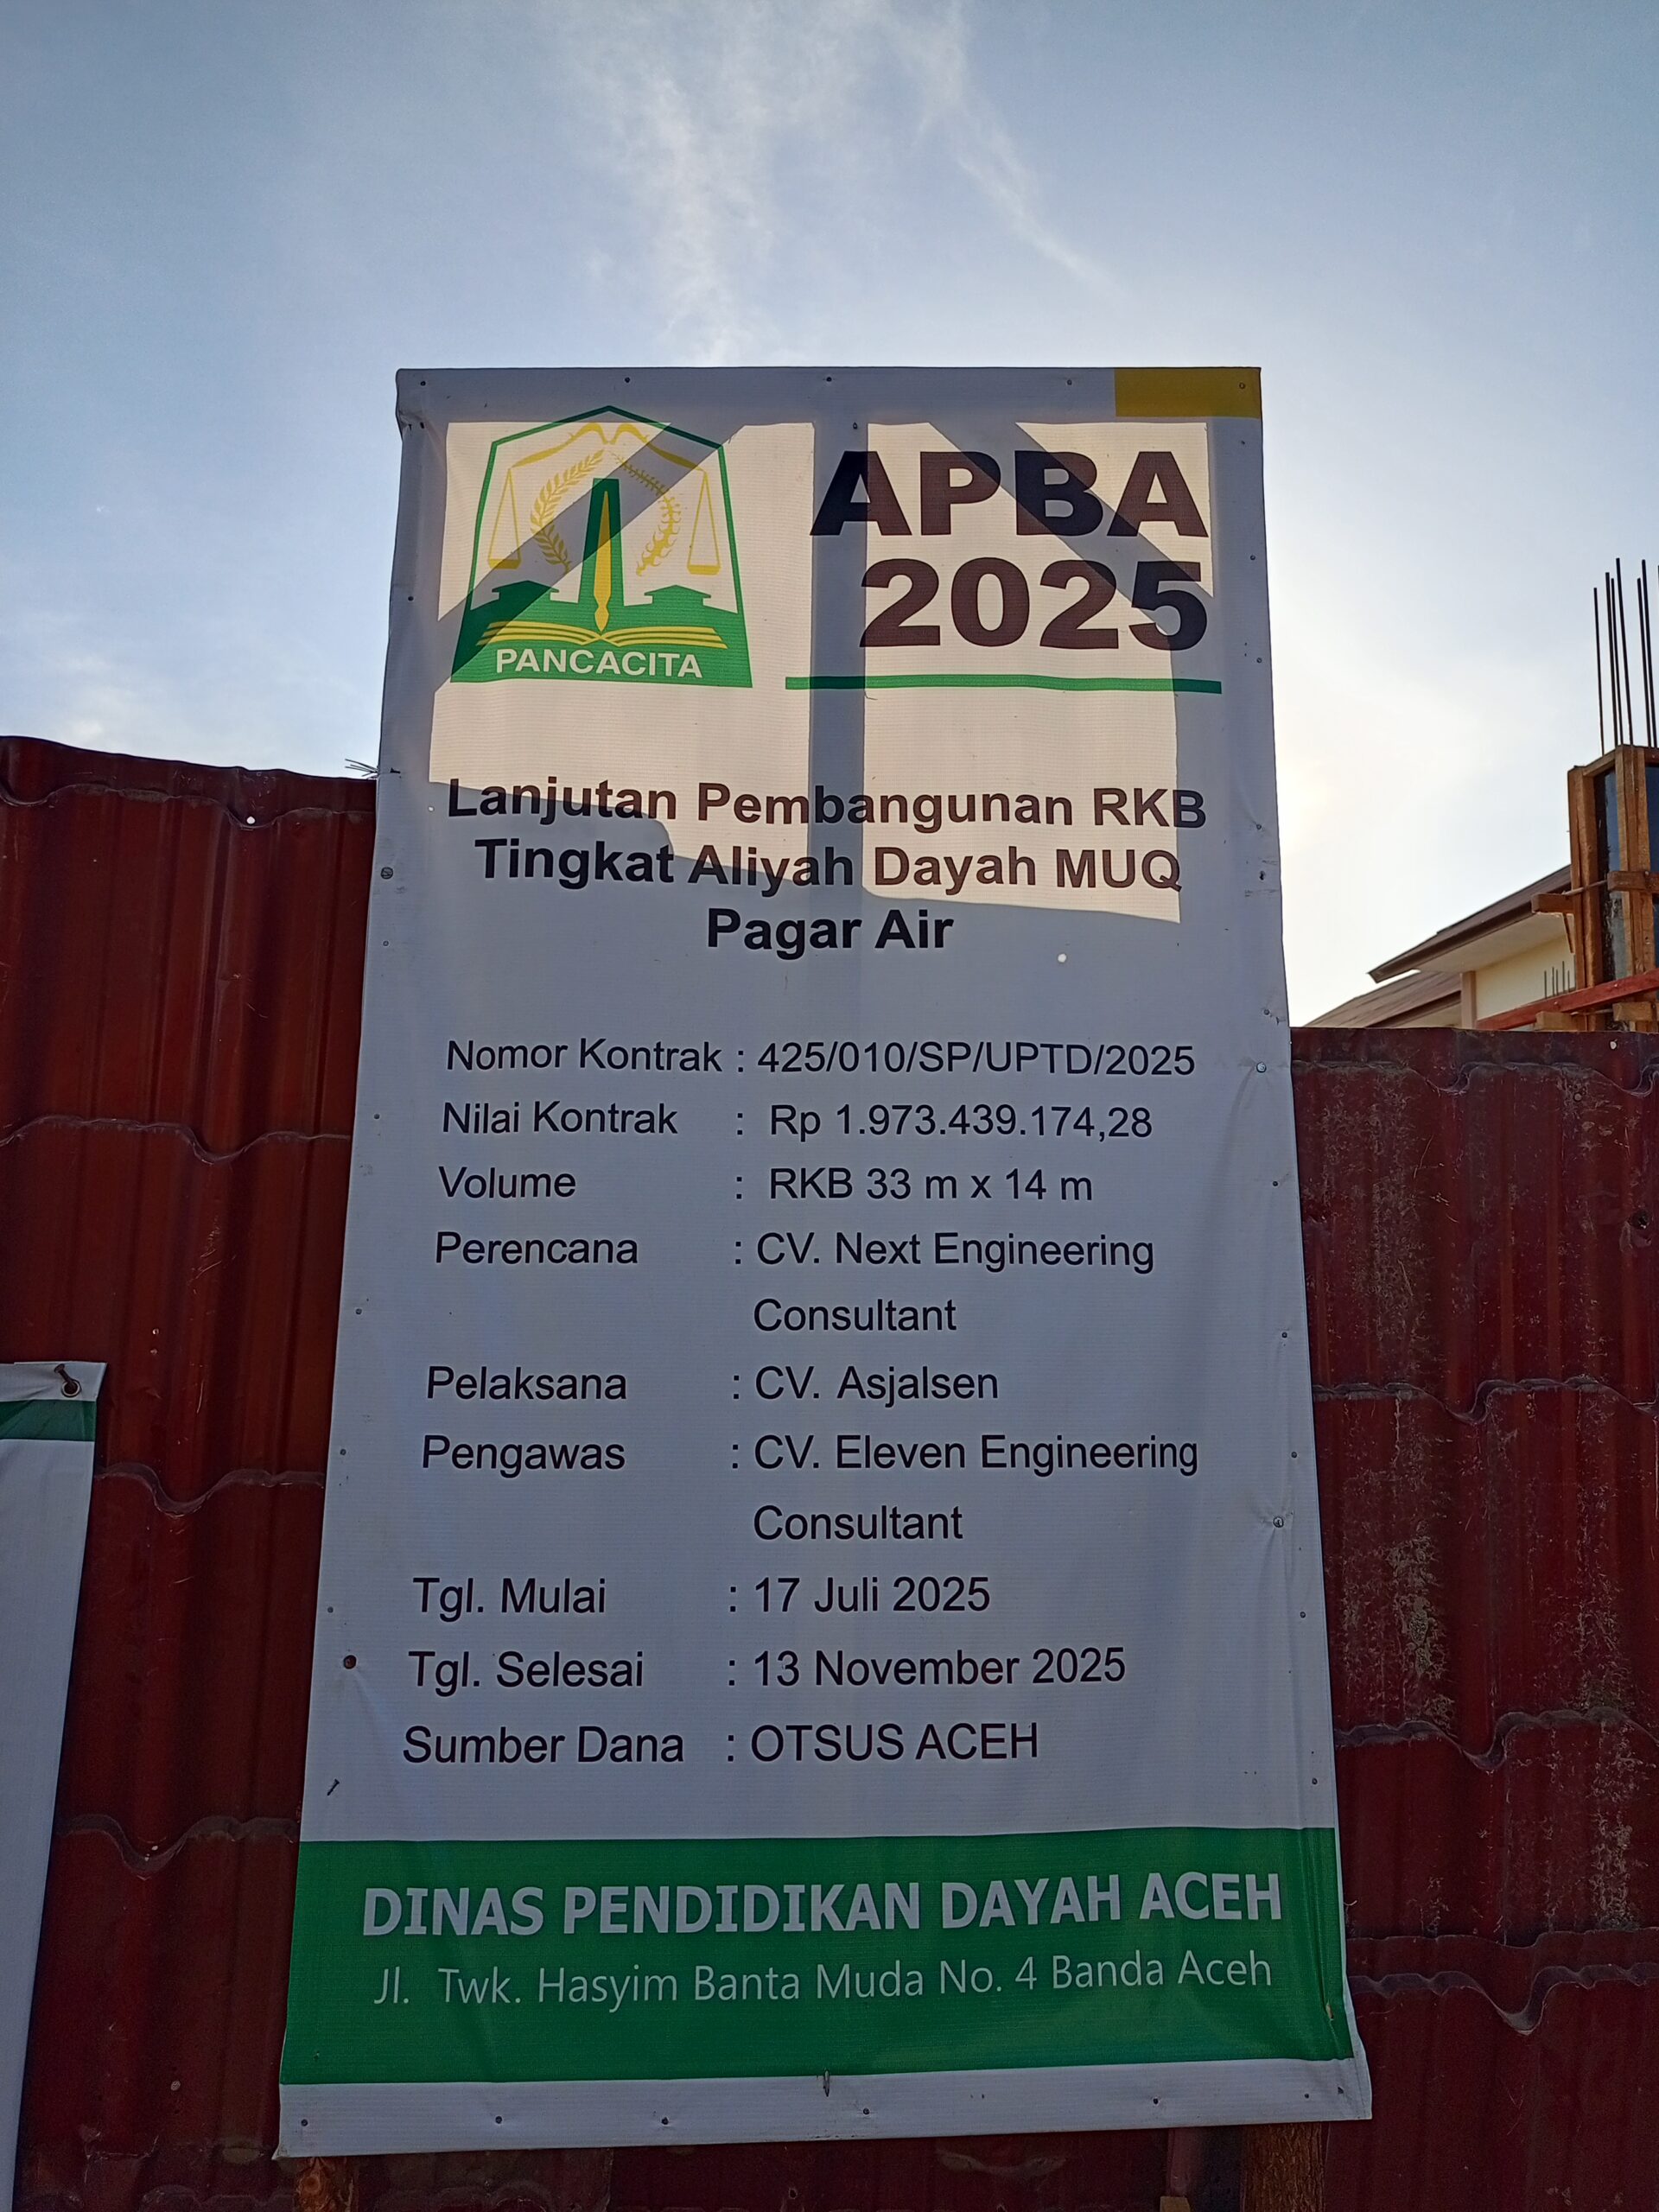 PANCACITA
APBA
2025
Lanjutan Pembangunan RKB
Tingkat Aliyah Dayah MUQ
Pagar Air
Nomor Kontrak : 425/010/SP/UPTD/2025
Nilai Kontrak : Rp 1.973.439.174,28
Volume : RKB 33 m x 14 m
Perencana : CV. Next Engineering
Consultant
Pelaksana : CV. Asjalsen
Pengawas : CV. Eleven Engineering
Consultant
Tgl. Mulai : 17 Juli 2025
Tgl. Selesai : 13 November 2025
Sumber Dana : OTSUS ACEH
DINAS PENDIDIKAN DAYAH ACEH
Jl. Twk. Hasyim Banta Muda No. 4 Banda Aceh